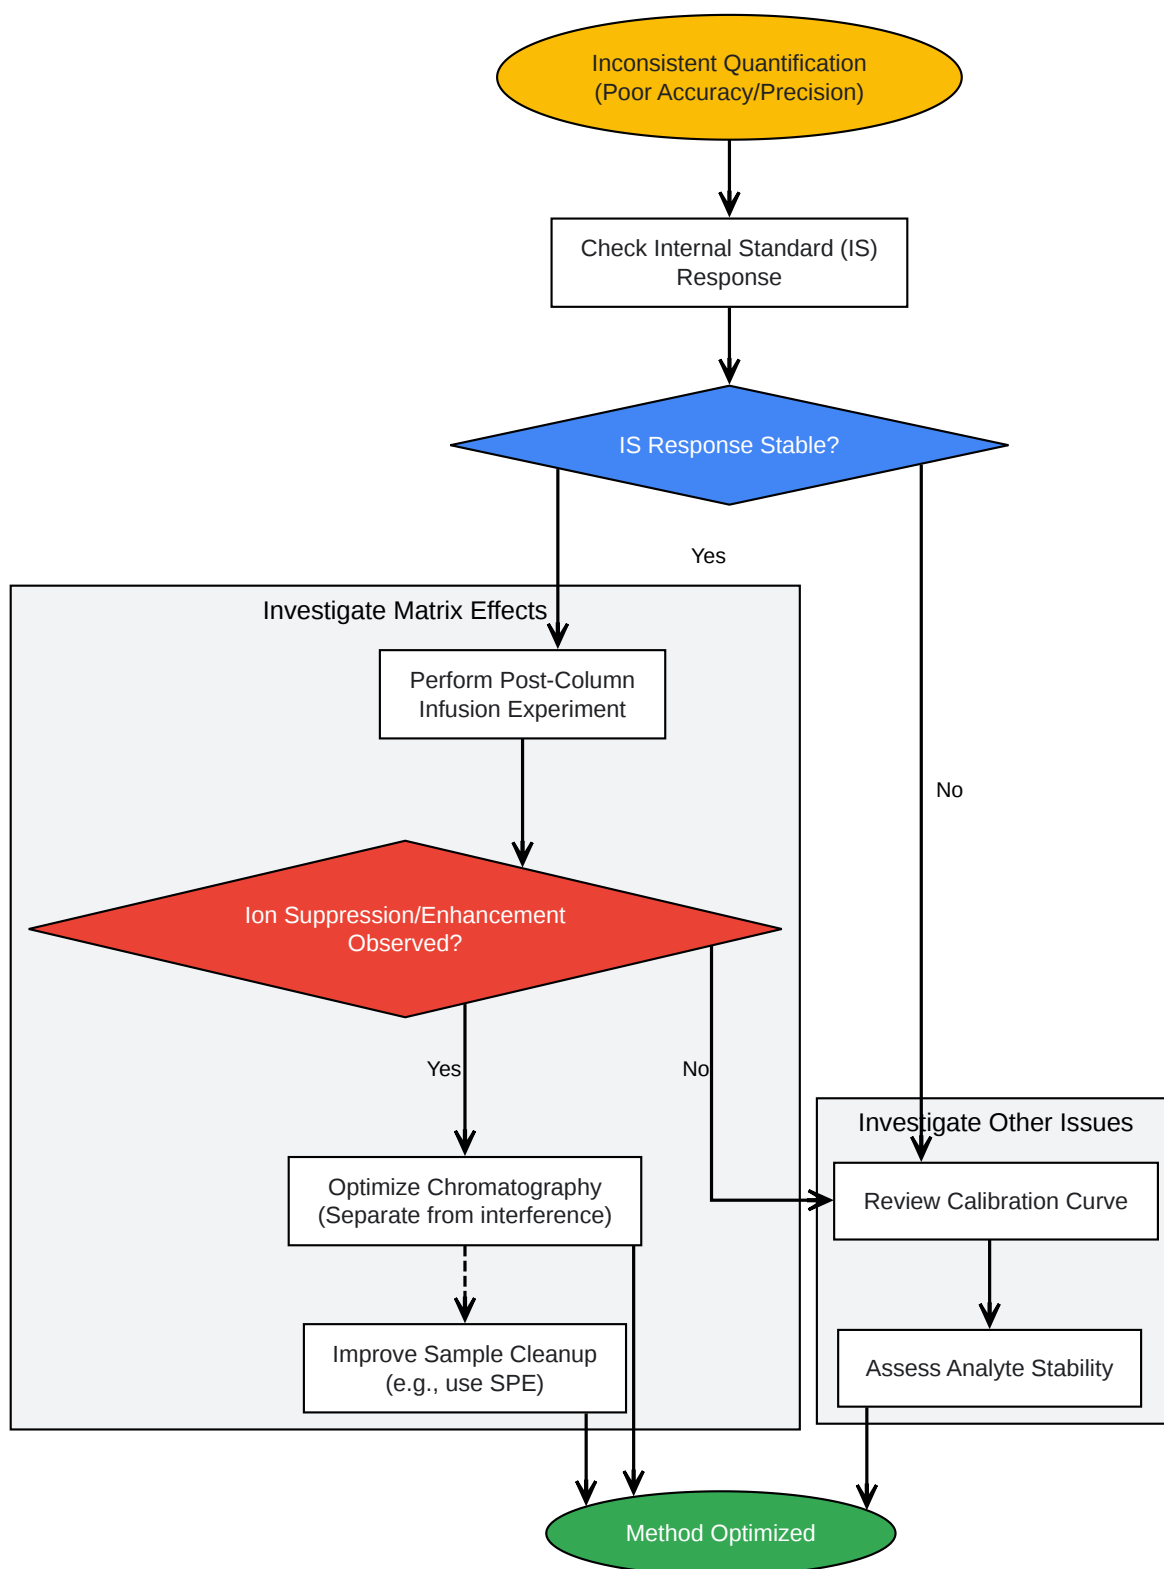 Inconsistent Quantification
(Poor Accuracy/Precision)
Check Internal Standard (IS)
Response
IS Response Stable?
Yes
No
Investigate Matrix Effects
Perform Post-Column
Infusion Experiment
Ion Suppression/Enhancement
Observed?
Yes
No
Optimize Chromatography
(Separate from interference)
Improve Sample Cleanup
(e.g., use SPE)
Investigate Other Issues
Review Calibration Curve
Assess Analyte Stability
Method Optimized